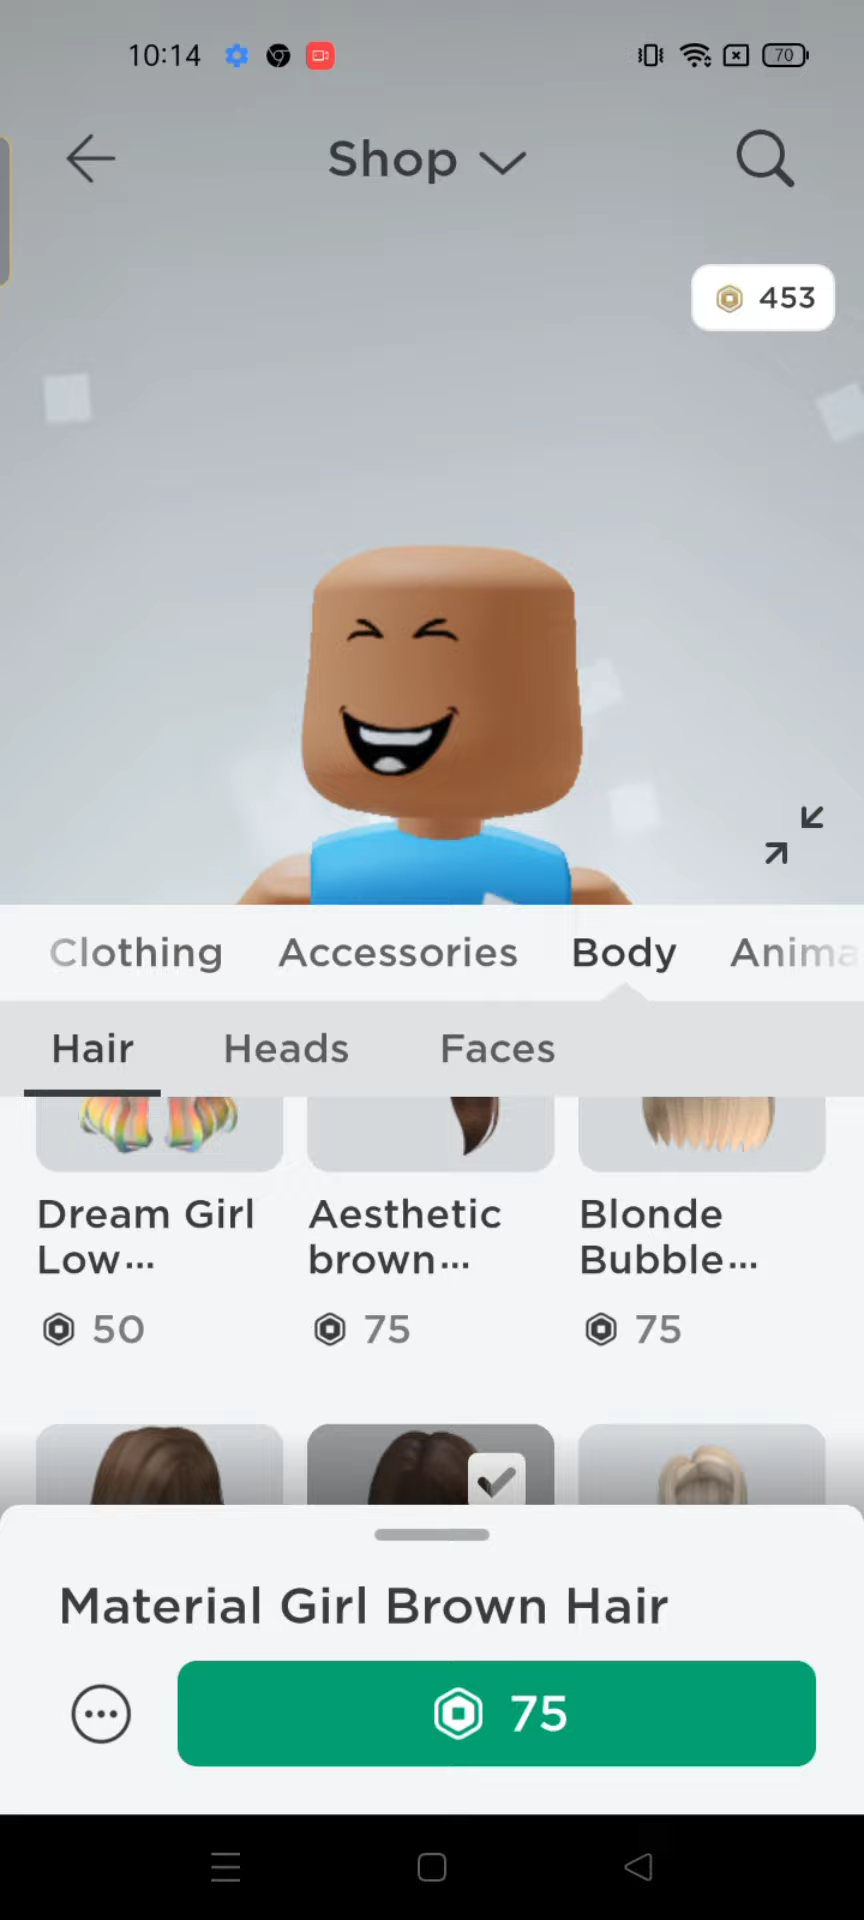 10:14
70
Shop
453
Clothing Accessories Body Anima
Hair Heads Faces
Dream Girl Low...
Aesthetic brown...
Blonde Bubble...
50
75
75
Material Girl Brown Hair
75